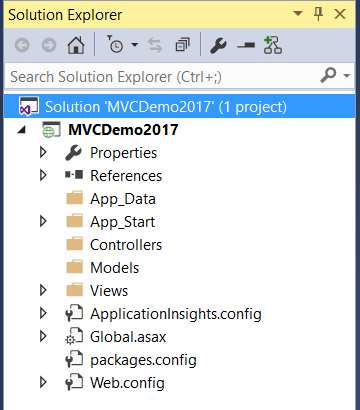 Solution Explorer
Search Solution Explorer (Ctrl+;)
Solution 'MVCDemo2017' (1 project)
MVCDemo2017
Properties
References
App_Data
App_Start
Controllers
Models
Views
ApplicationInsights.config
Global.asax
packages.config
Web.config